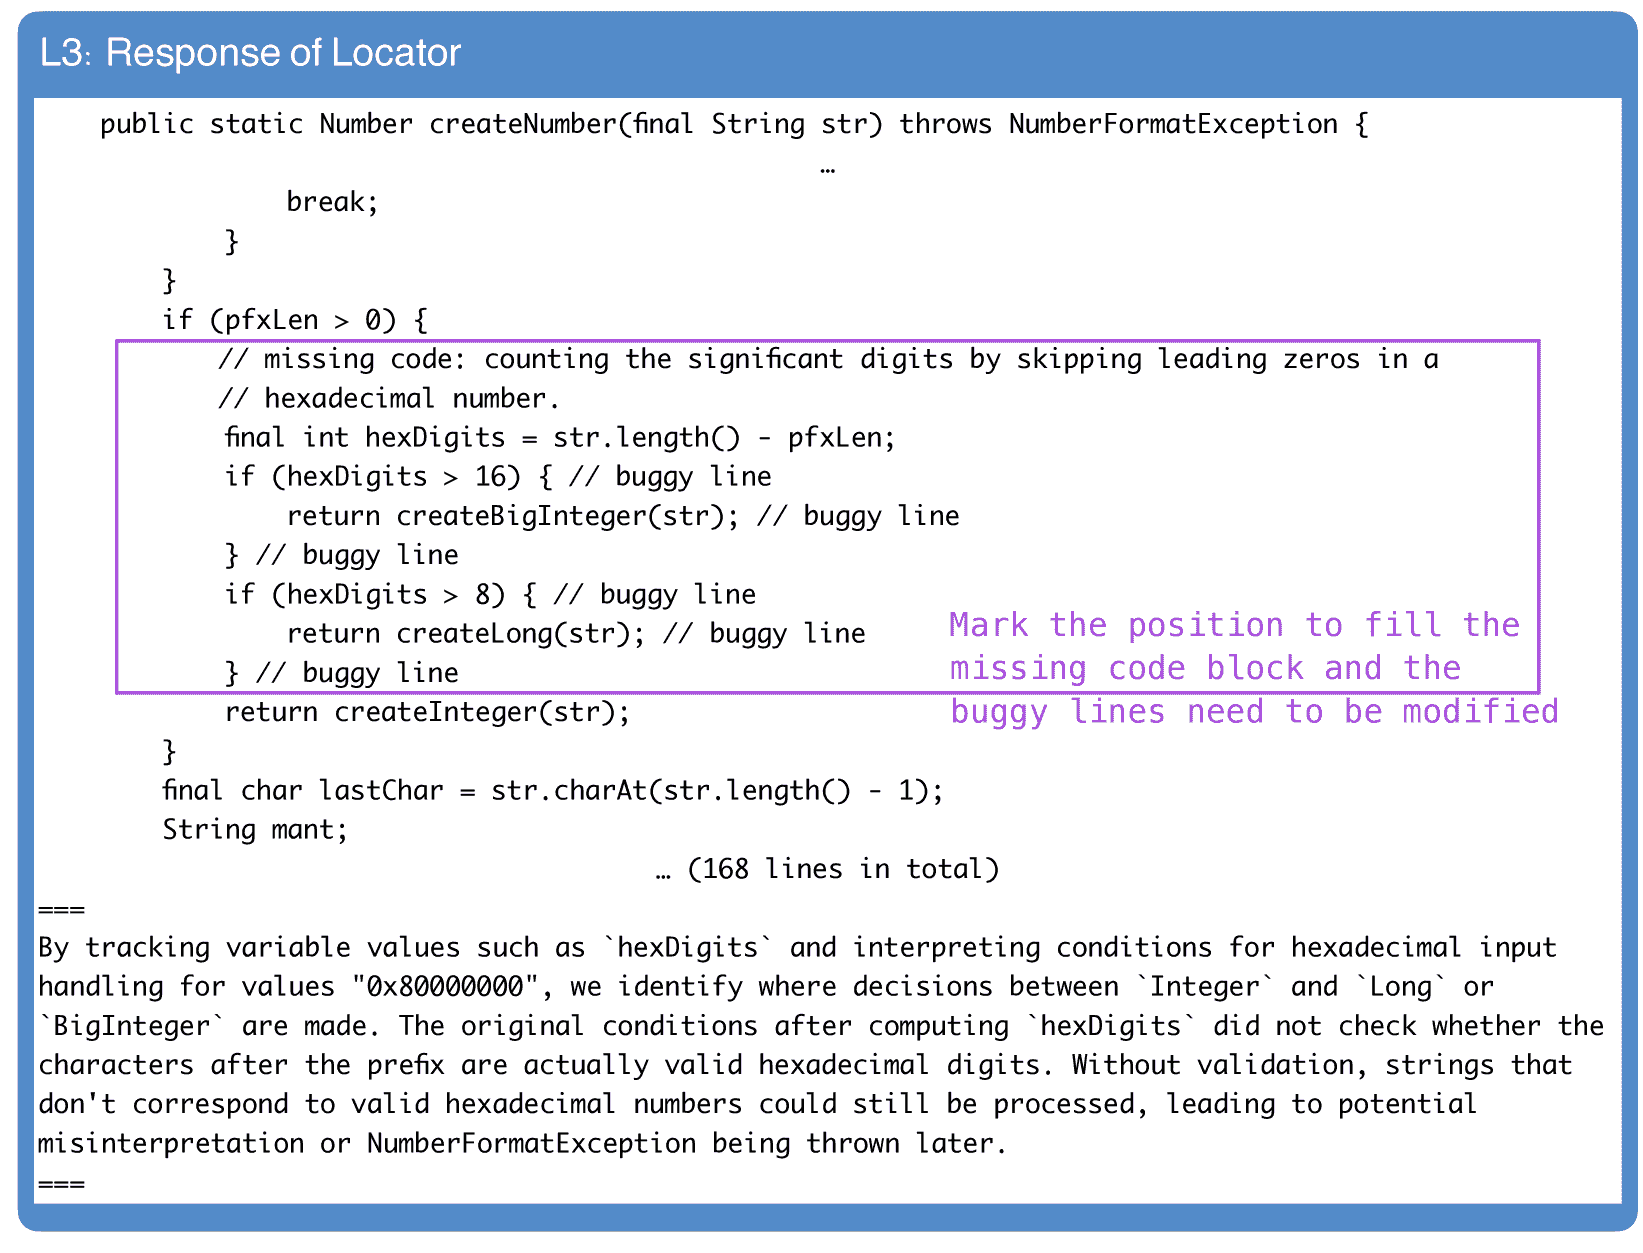 L3: Response of Locator
public static Number createNumber(final String str) throws NumberFormatException {
…
break;
}
}
if (pfxLen > 0) {
// missing code: counting the significant digits by skipping leading zeros in a
// hexadecimal number.
final int hexDigits = str.length() - pfxLen;
if (hexDigits > 16) { // buggy line
return createBigInteger(str); // buggy line
} // buggy line
if (hexDigits > 8) { // buggy line
return createLong(str); // buggy line
} // buggy line
Mark the position to fill the
missing code block and the
buggy lines need to be modified
return createInteger(str);
}
final char lastChar = str.charAt(str.length() - 1);
String mant;
… (168 lines in total)
===
By tracking variable values such as `hexDigits` and interpreting conditions for hexadecimal input
handling for values "0x80000000", we identify where decisions between `Integer` and `Long` or
`BigInteger` are made. The original conditions after computing `hexDigits` did not check whether the
characters after the prefix are actually valid hexadecimal digits. Without validation, strings that
don't correspond to valid hexadecimal numbers could still be processed, leading to potential
misinterpretation or NumberFormatException being thrown later.
===